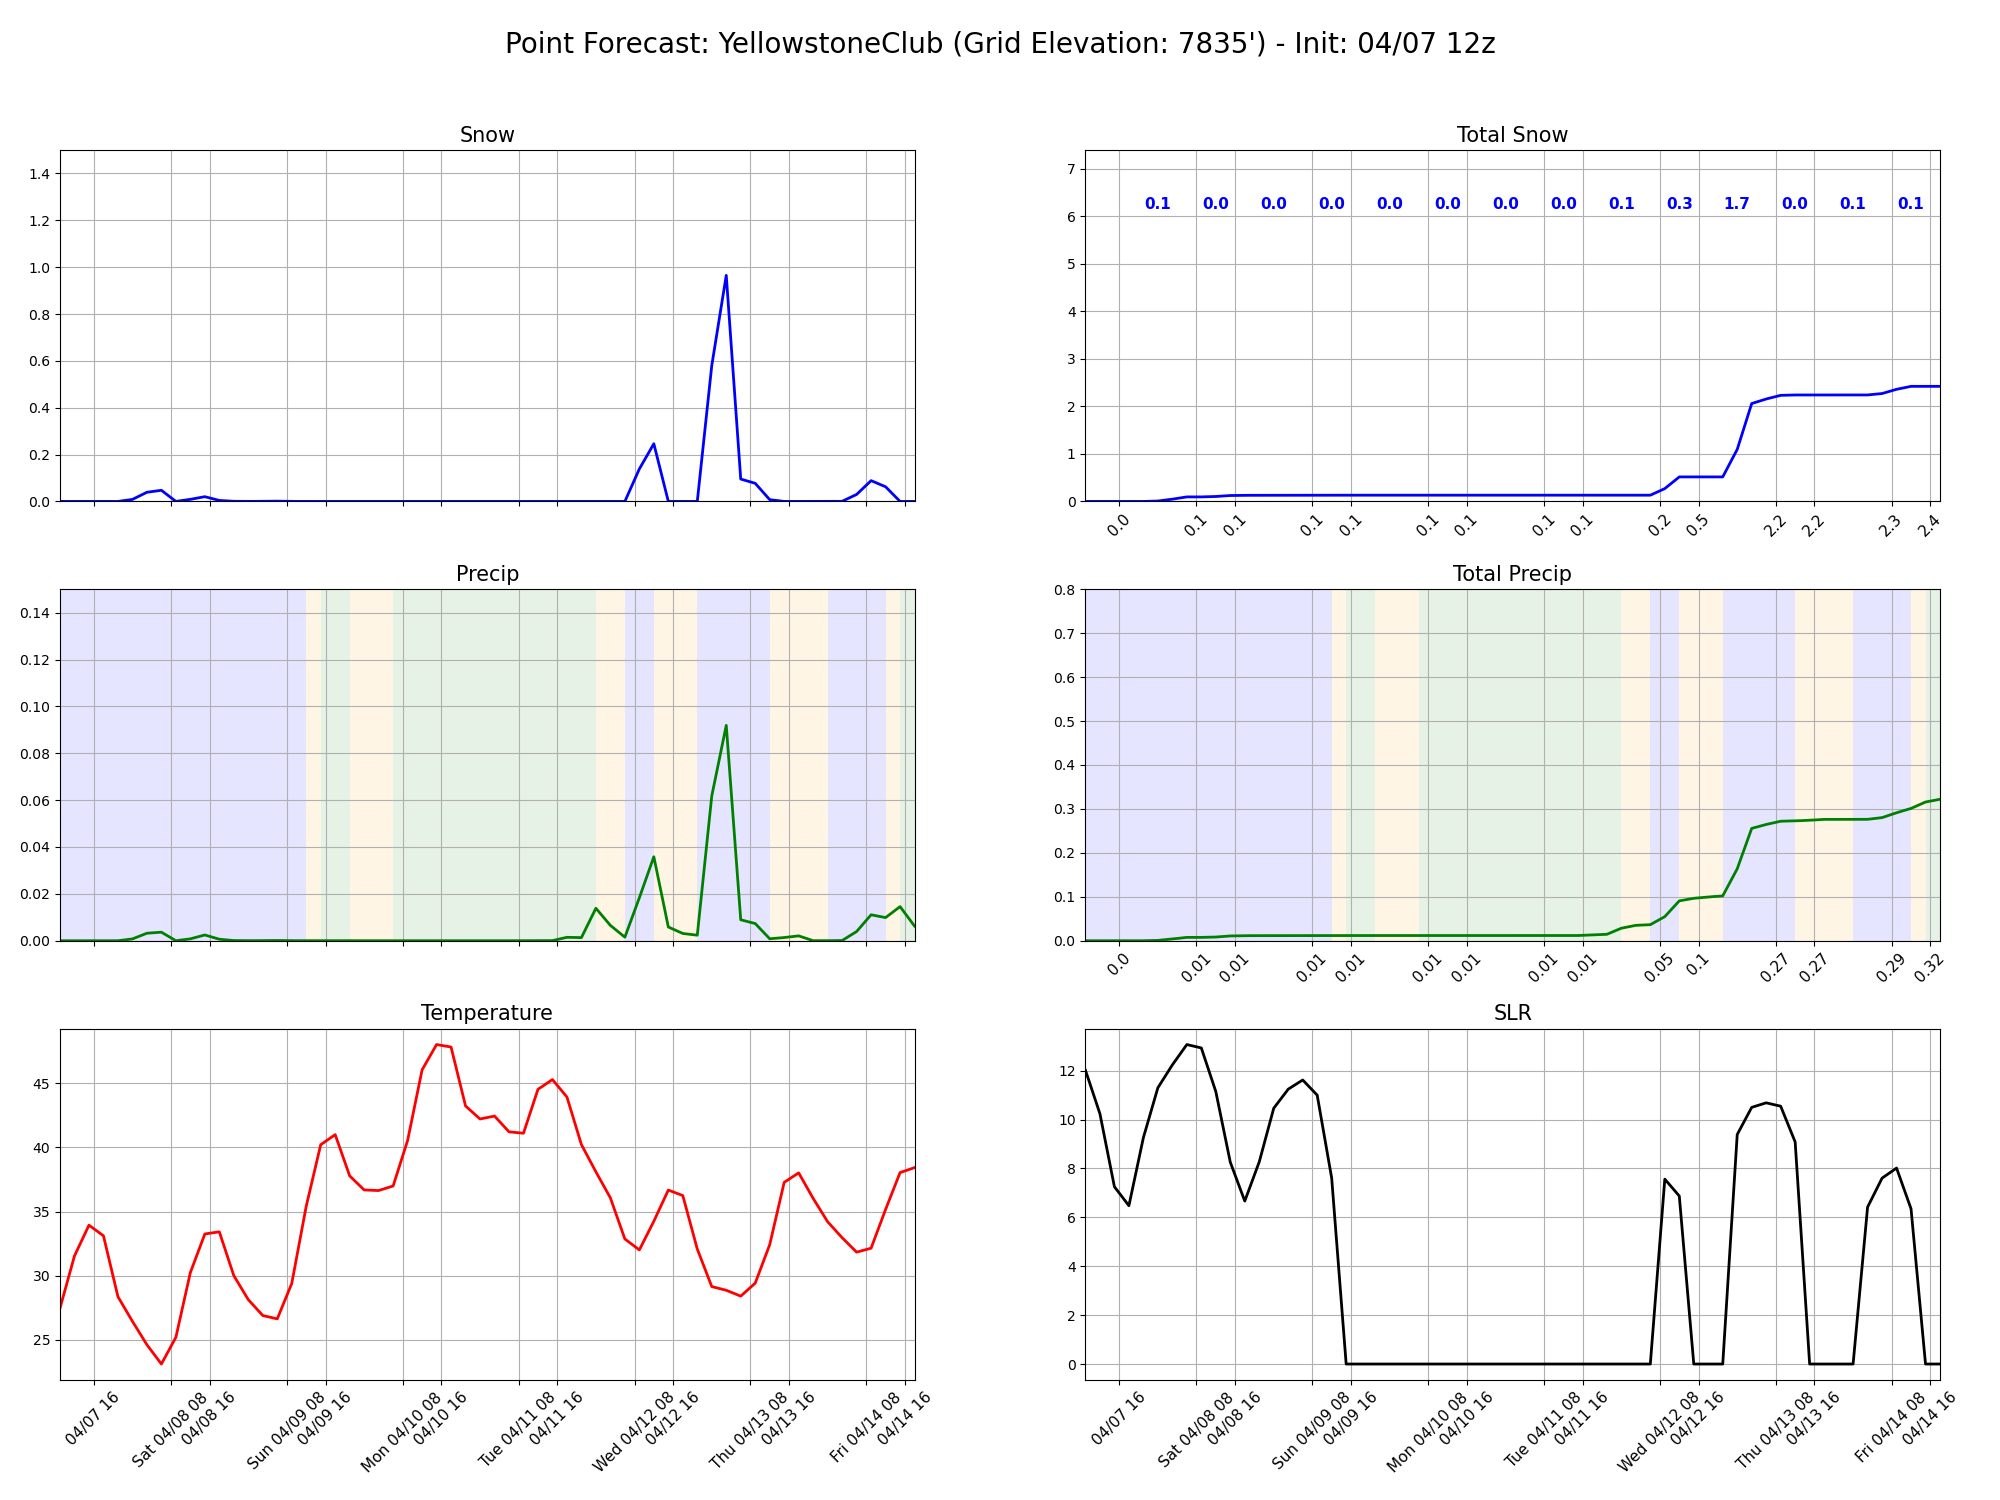 Point Forecast: YellowstoneClub (Grid Elevation: 7835') - Init: 04/07 12z
Snow
1.4
1.2
1.0
0.8
0.6
0.4
0.2
0.0
Total Snow
7
6
5
4
3
2
1
0
0.1 0.0 0.0 0.0 0.0 0.0 0.0 0.0 0.1 0.3 1.7 0.0 0.1 0.1
0.0 0.1 0.1 0.1 0.1 0.1 0.1 0.1 0.1 0.2 0.5 2.2 2.2 2.3 2.4
Precip
0.14
0.12
0.10
0.08
0.06
0.04
0.02
0.00
Total Precip
0.8
0.7
0.6
0.5
0.4
0.3
0.2
0.1
0.0
0.0 0.01 0.01 0.01 0.01 0.01 0.01 0.01 0.01 0.05 0.1 0.27 0.27 0.29 0.32
Temperature
45
40
35
30
25
04/07 16
Sat 04/08 08
04/08 16
Sun 04/09 08
04/09 16
Mon 04/10 08
04/10 16
Tue 04/11 08
04/11 16
Wed 04/12 08
04/12 16
Thu 04/13 08
04/13 16
Fri 04/14 08
04/14 16
SLR
12
10
8
6
4
2
0
04/07 16
Sat 04/08 08
04/08 16
Sun 04/09 08
04/09 16
Mon 04/10 08
04/10 16
Tue 04/11 08
04/11 16
Wed 04/12 08
04/12 16
Thu 04/13 08
04/13 16
Fri 04/14 08
04/14 16